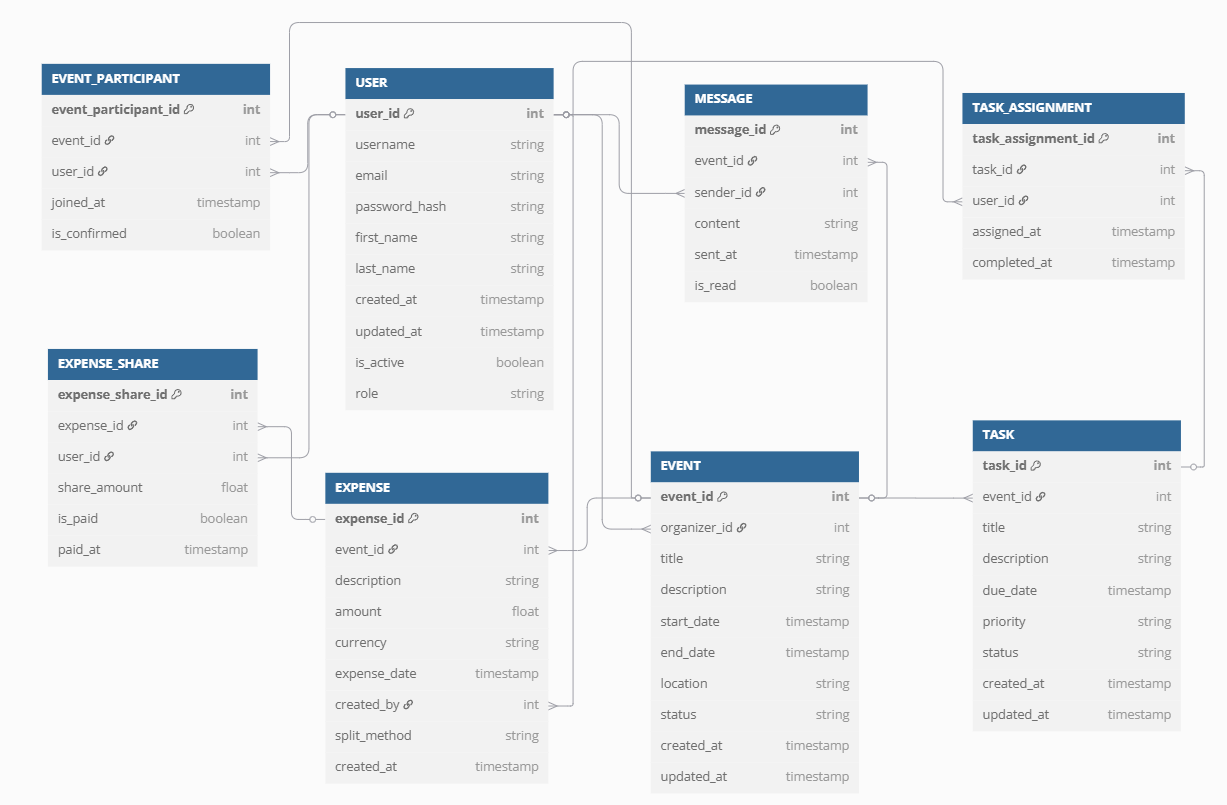 EVENT_PARTICIPANT
event_participant_id int
event_id int
user_id int
joined_at timestamp
is_confirmed boolean
USER
user_id int
username string
email string
password_hash string
first_name string
last_name string
created_at timestamp
updated_at timestamp
is_active boolean
role string
MESSAGE
message_id int
event_id int
sender_id int
content string
sent_at timestamp
is_read boolean
TASK_ASSIGNMENT
task_assignment_id int
task_id int
user_id int
assigned_at timestamp
completed_at timestamp
EXPENSE_SHARE
expense_share_id int
expense_id int
user_id int
share_amount float
is_paid boolean
paid_at timestamp
EXPENSE
expense_id int
event_id int
description string
amount float
currency string
expense_date timestamp
created_by int
split_method string
created_at timestamp
EVENT
event_id int
organizer_id int
title string
description string
start_date timestamp
end_date timestamp
location string
status string
created_at timestamp
updated_at timestamp
TASK
task_id int
event_id int
title string
description string
due_date timestamp
priority string
status string
created_at timestamp
updated_at timestamp